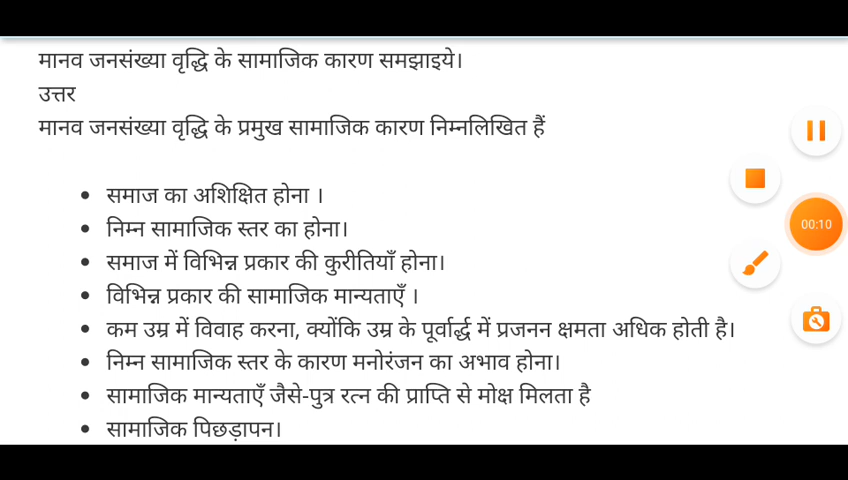 मानव जनसंख्या वृद्धि के सामाजिक कारण समझाइये।
उत्तर
मानव जनसंख्या वृद्धि के प्रमुख सामाजिक कारण निम्नलिखित हैं
• समाज का अशिक्षित होना ।
• निम्न सामाजिक स्तर का होना।
• समाज में विभिन्न प्रकार की कुरीतियाँ होना।
• विभिन्न प्रकार की सामाजिक मान्यताएँ ।
• कम उम्र में विवाह करना, क्योंकि उम्र के पूर्वार्द्ध में प्रजनन क्षमता अधिक होती है।
• निम्न सामाजिक स्तर के कारण मनोरंजन का अभाव होना।
• सामाजिक मान्यताएँ जैसे-पुत्र रत्न की प्राप्ति से मोक्ष मिलता है
• सामाजिक पिछड़ापन।
00:10